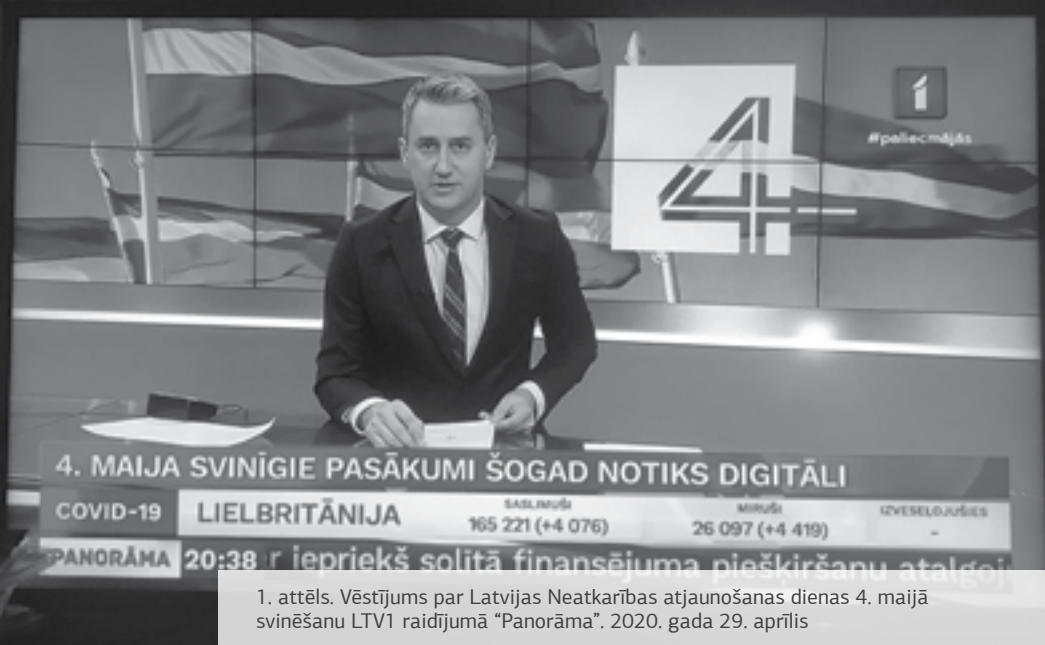 4
1
#paliecmājās
4. MAIJA SVINĪGIE PASĀKUMI ŠOGAD NOTIKS DIGITĀLI
COVID-19 LIELBRITĀNIJA SASLIMUŠI 165 221 (+4 076) MIRUŠI 26 097 (+4 419) IZVESEĻOJUŠIES -
PANORĀMA 20:38 r iepriekš solītā finansējuma piešķiršanu atalgoj
1. attēls. Vēstījums par Latvijas Neatkarības atjaunošanas dienas 4. maijā
svinēšanu LTV1 raidījumā “Panorāma”. 2020. gada 29. aprīlis